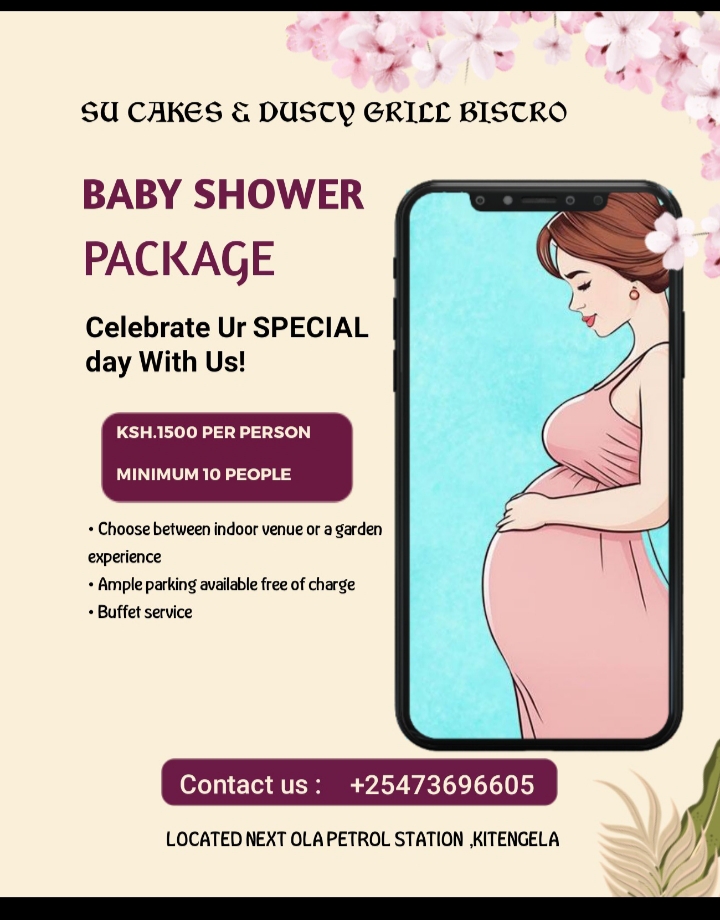 SU CAKES & DUSTY GRILL BISTRO
BABY SHOWER
PACKAGE
Celebrate Ur SPECIAL
day With Us!
KSH.1500 PER PERSON
MINIMUM 10 PEOPLE
• Choose between indoor venue or a garden
experience
• Ample parking available free of charge
• Buffet service
Contact us : +25473696605
LOCATED NEXT OLA PETROL STATION ,KITENGELA